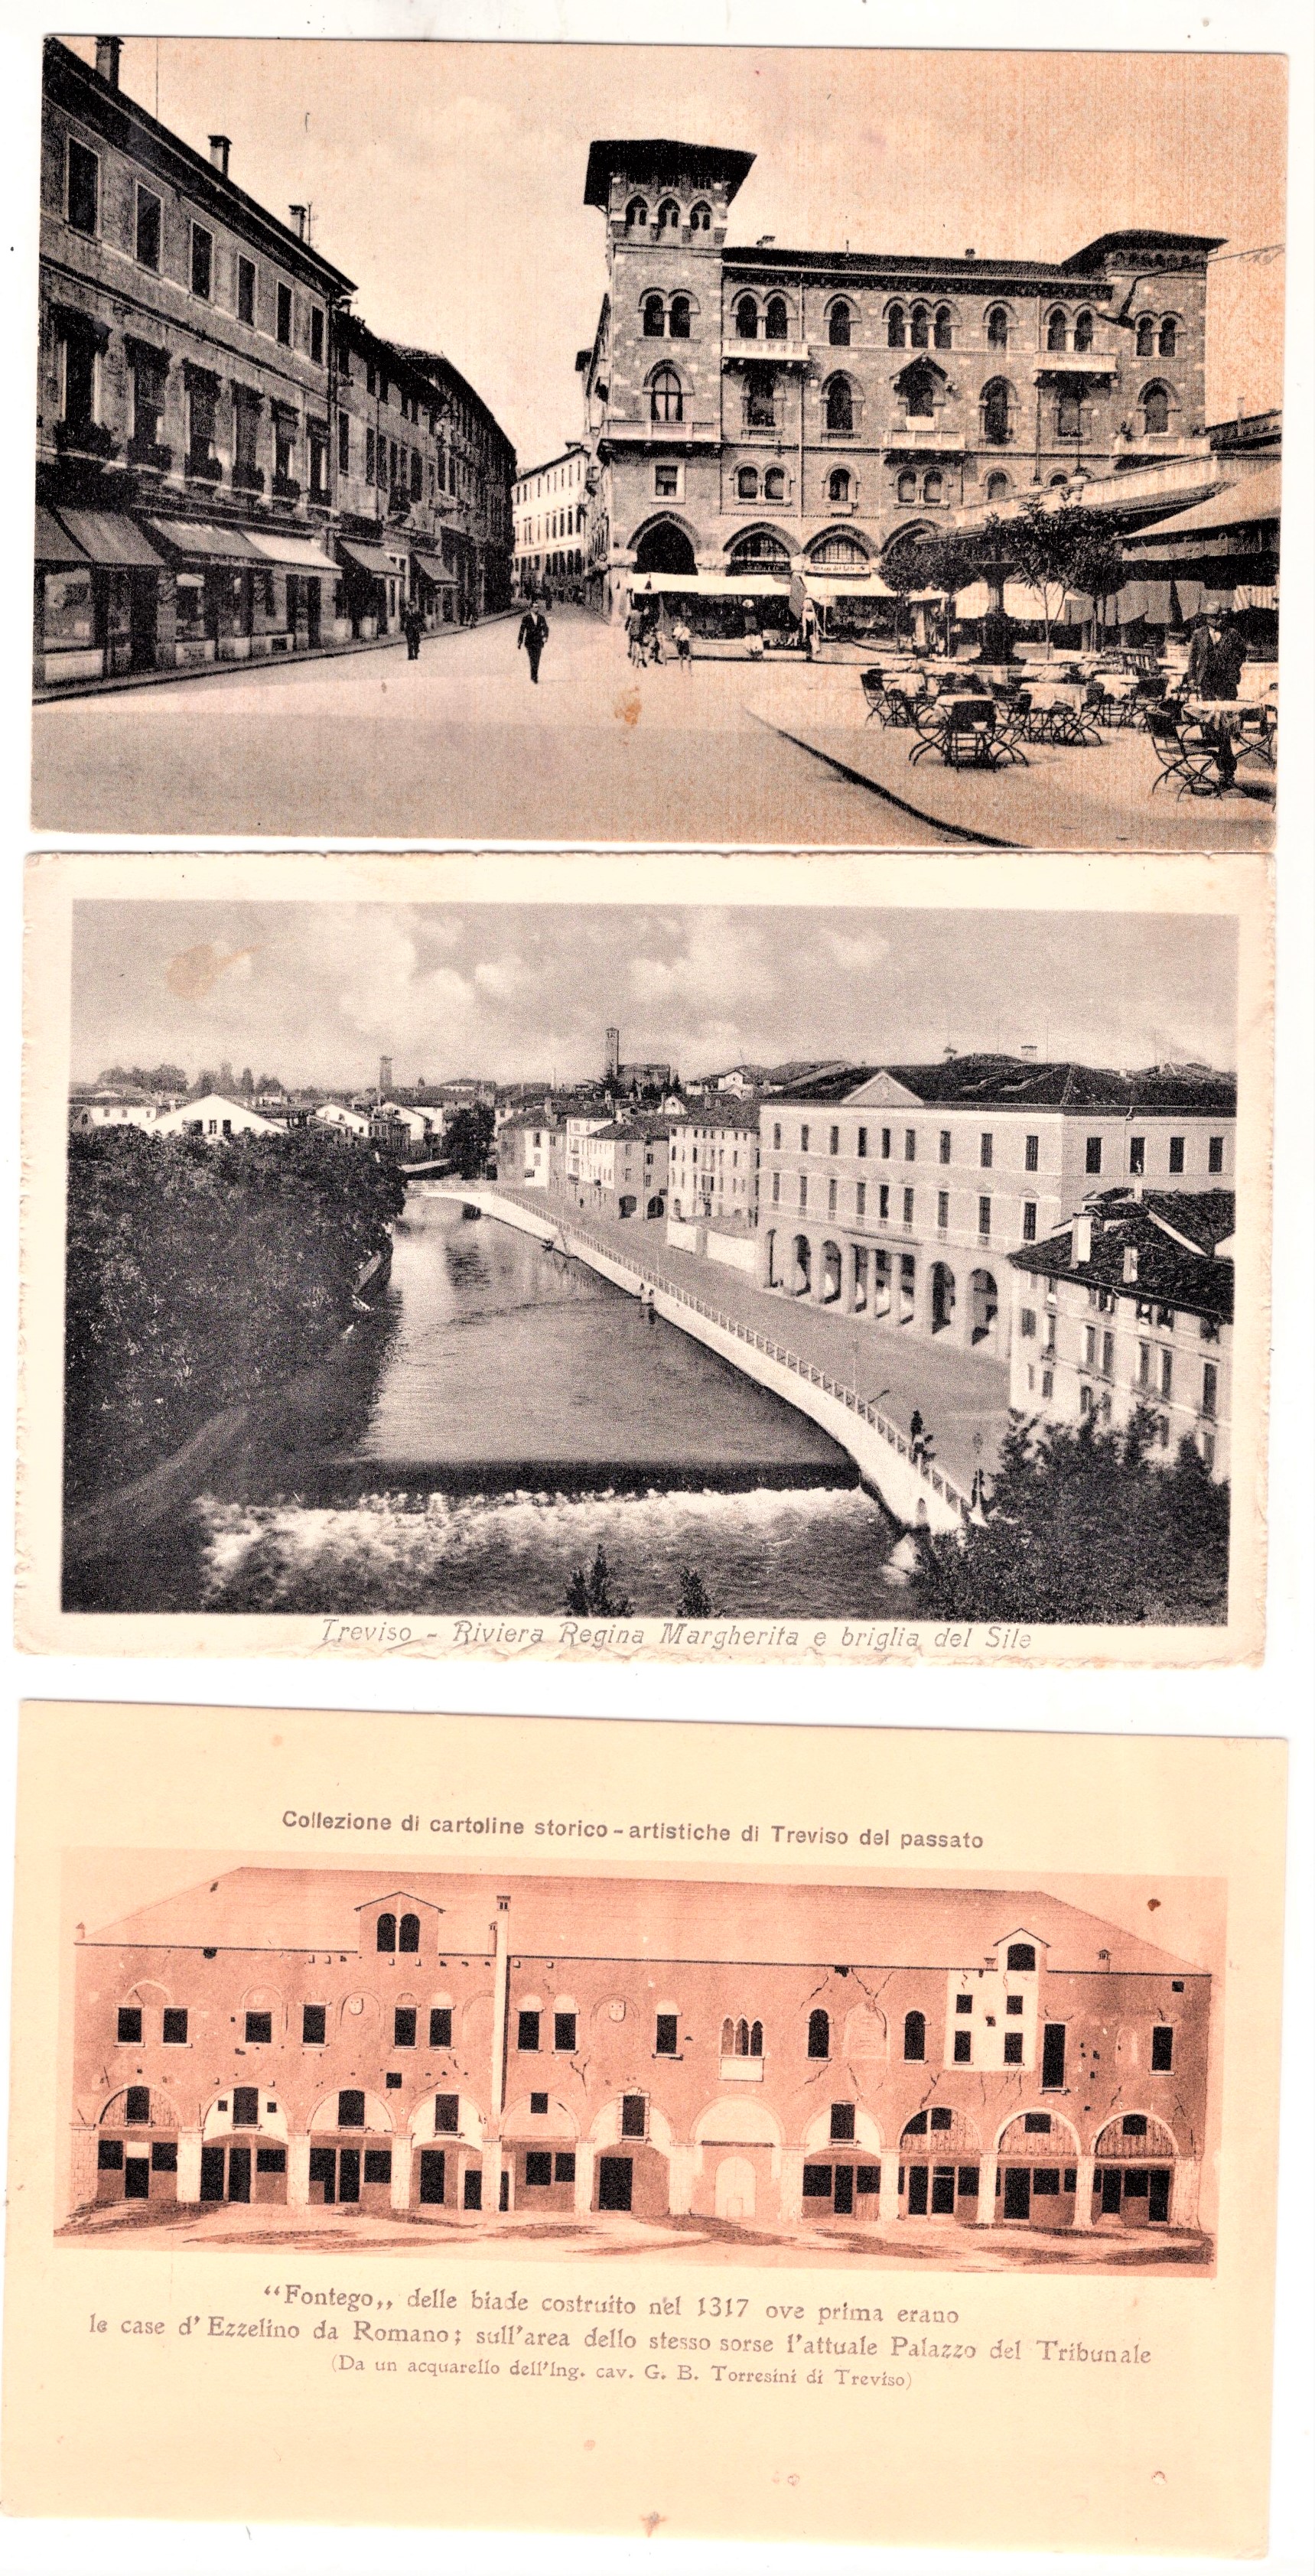 Treviso - Riviera Regina Margherita e briglia del Sile
Collezione di cartoline storico-artistiche di Treviso del passato
“Fontego„ delle biade costruito nel 1317 ove prima erano
le case d'Ezzelino da Romano; sull'area dello stesso sorse l'attuale Palazzo del Tribunale
(Da un acquarello dell'Ing. cav. G. B. Torresini di Treviso)